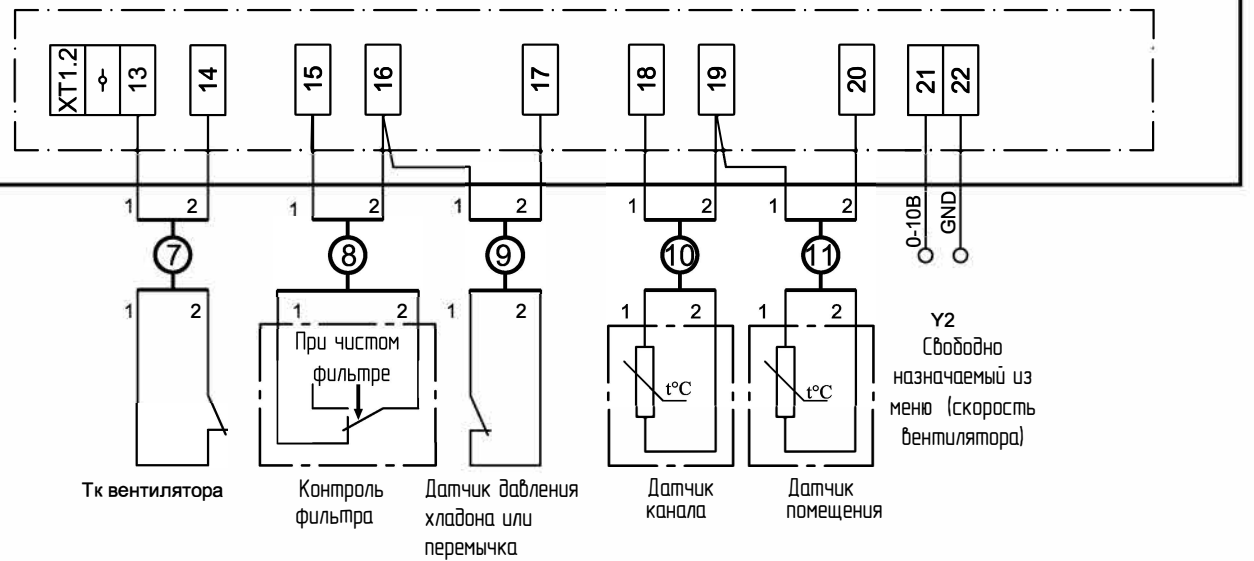 XT1.2 13 14 15 16 17 18 19 20 21 22
1 2 1 2 1 2 1 2 1 2 0-10В GND
7 8 9 10 11
1 2 1 2 1 2 1 2 1 2
При чистом
фильтре
t°C t°C
Y2
Свободно
назначаемый из
меню (скорость
вентилятора)
Тк вентилятора
Контроль
фильтра
Датчик давления
хладона или
перемычка
Датчик
канала
Датчик
помещения